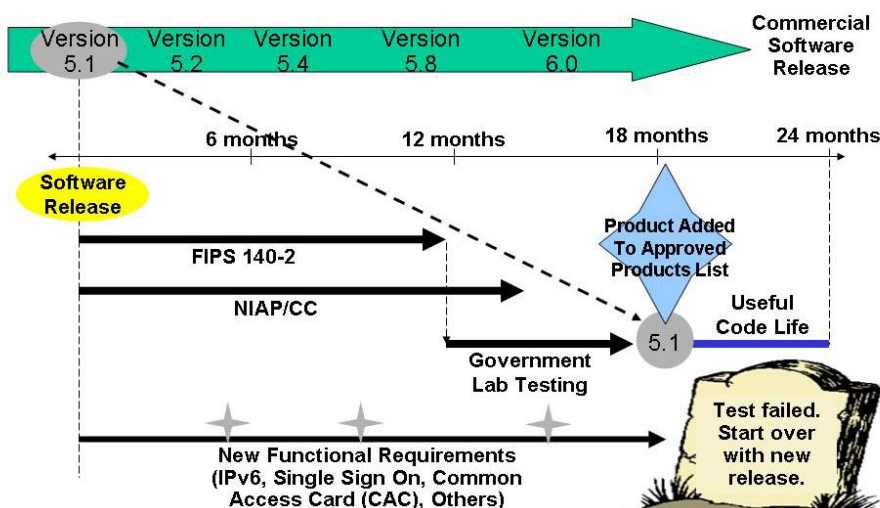 Version
5.1
Version
5.2
Version
5.4
Version
5.8
Version
6.0
Commercial
Software
Release
6 months
12 months
18 months
24 months
Software
Release
FIPS 140-2
NIAP/CC
Product Added
To Approved
Products List
Government
Lab Testing
5.1
Useful
Code Life
New Functional Requirements
(IPv6, Single Sign On, Common
Access Card (CAC), Others)
Test failed.
Start over
with new
release.